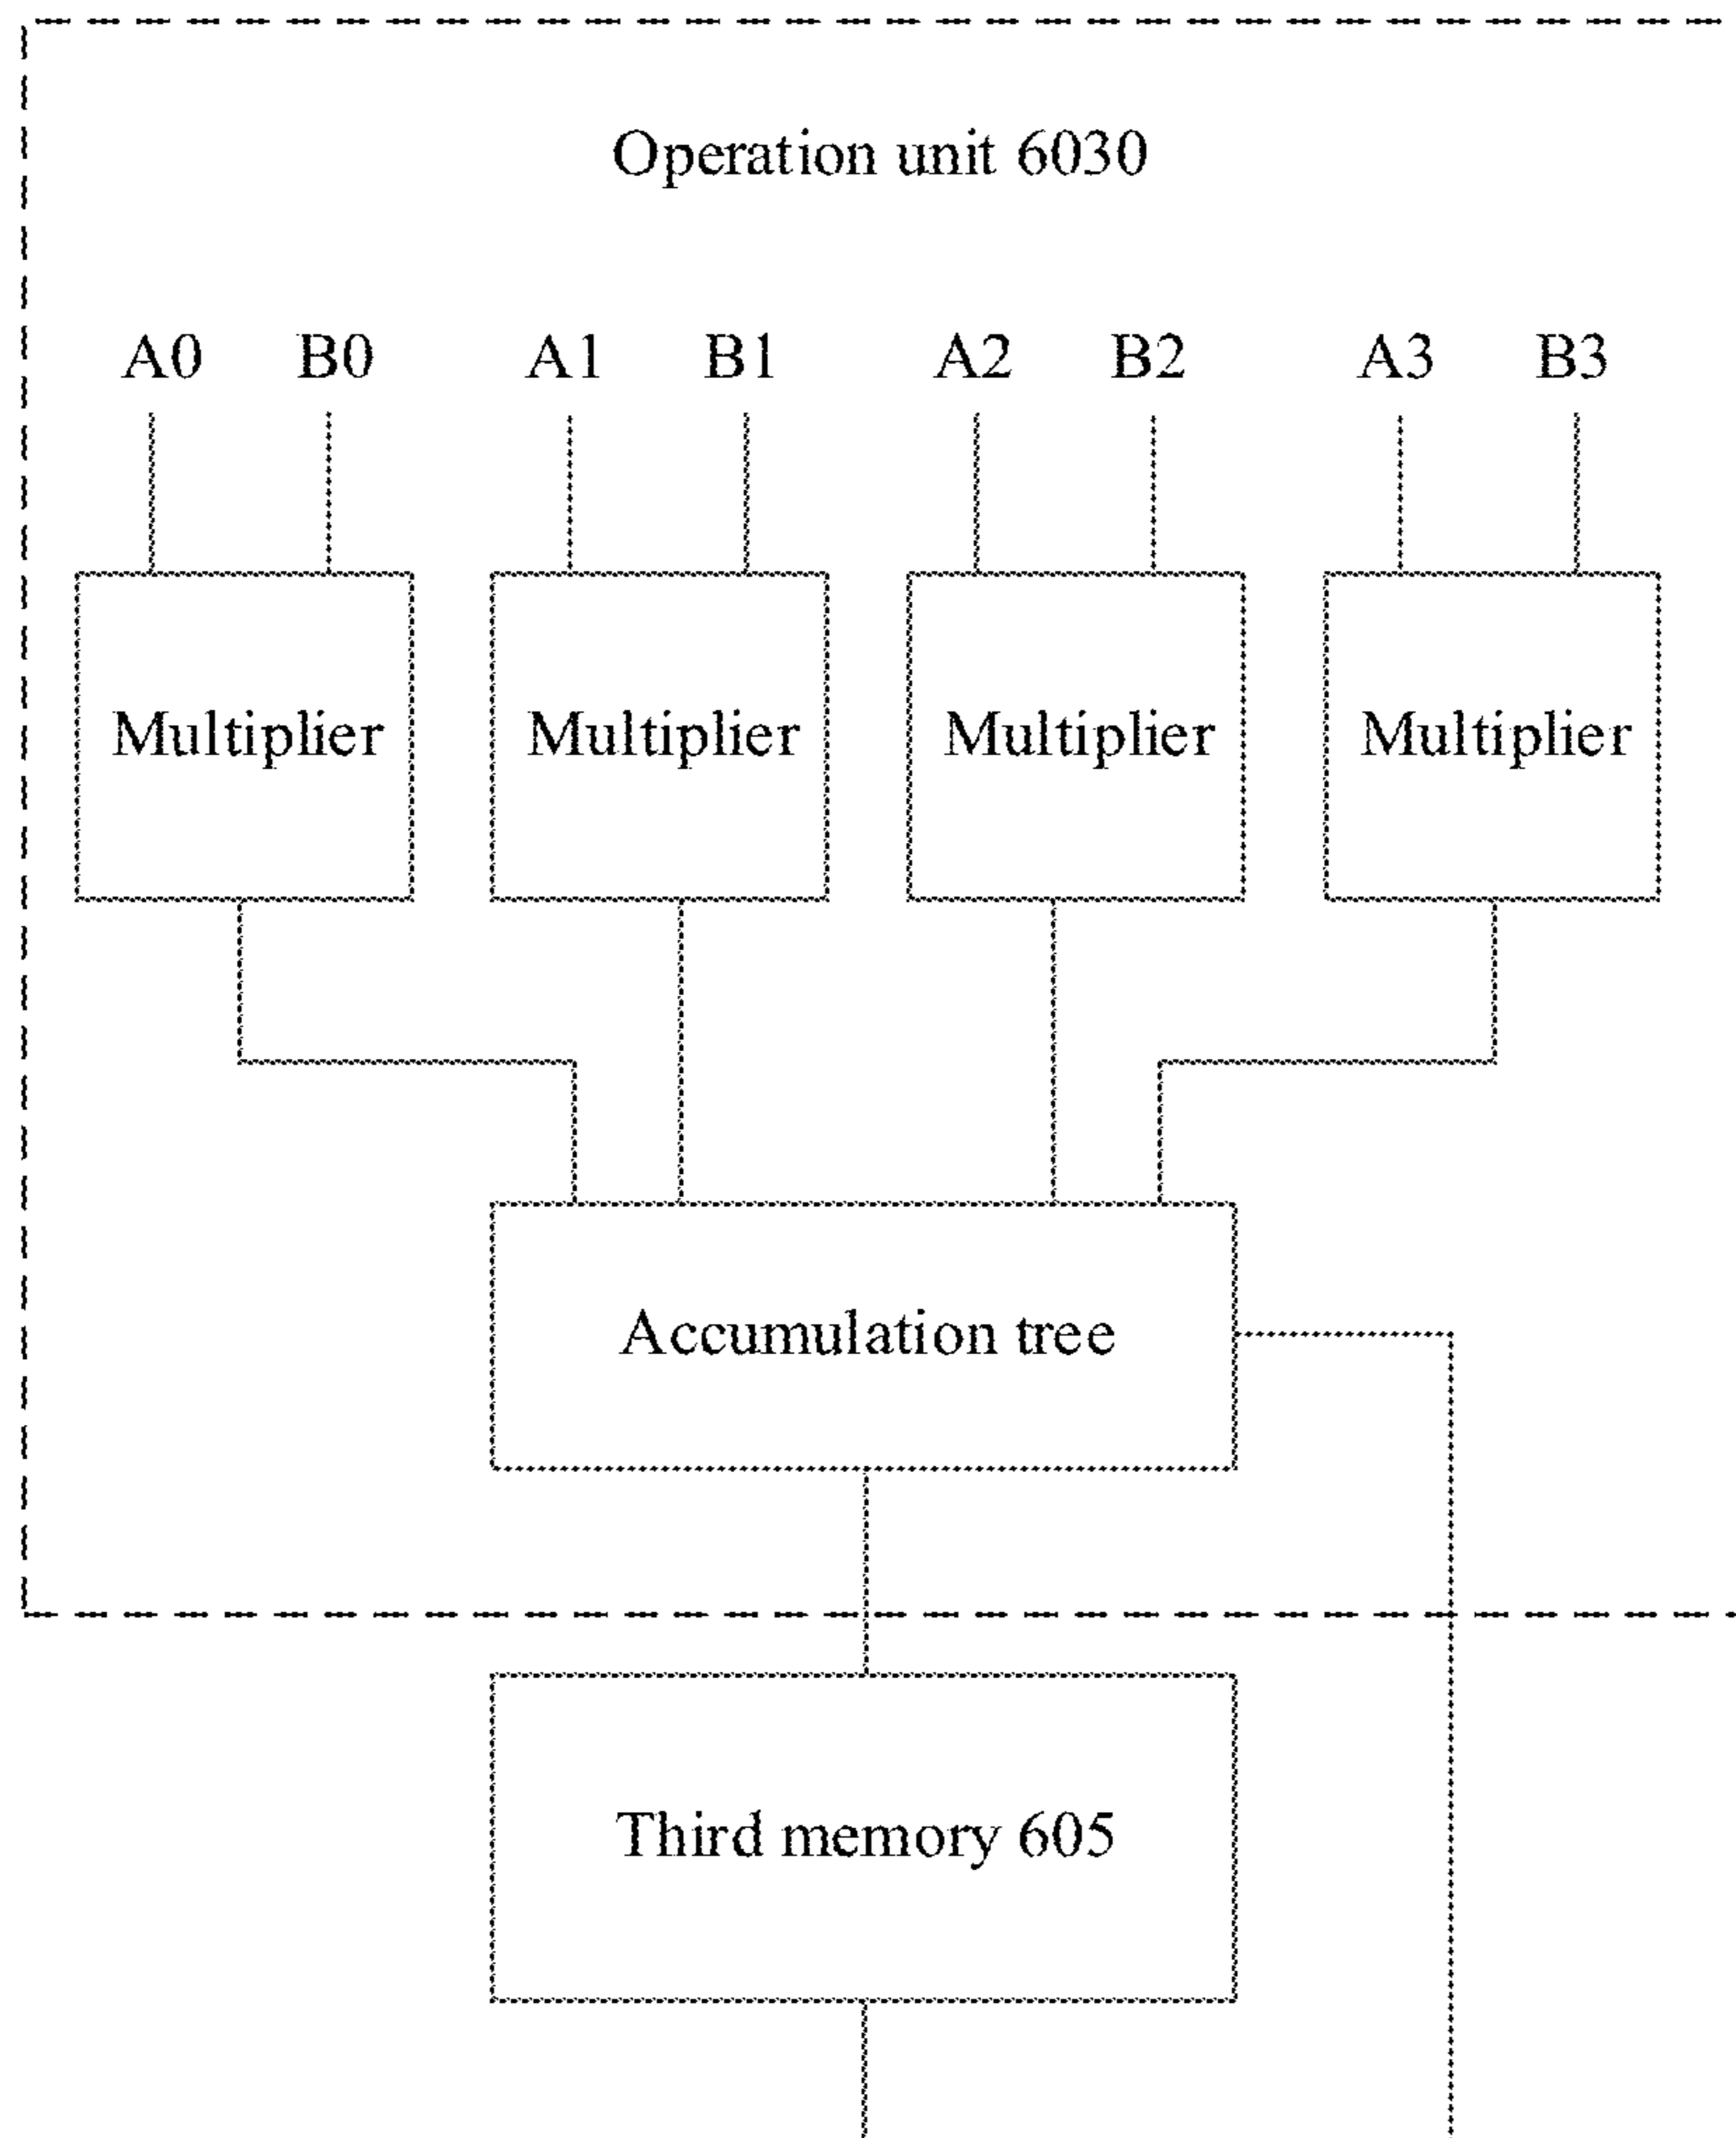 Operation unit 6030
A0 B0 A1 B1 A2 B2 A3 B3
Multiplier Multiplier Multiplier Multiplier
Accumulation tree
Third memory 605